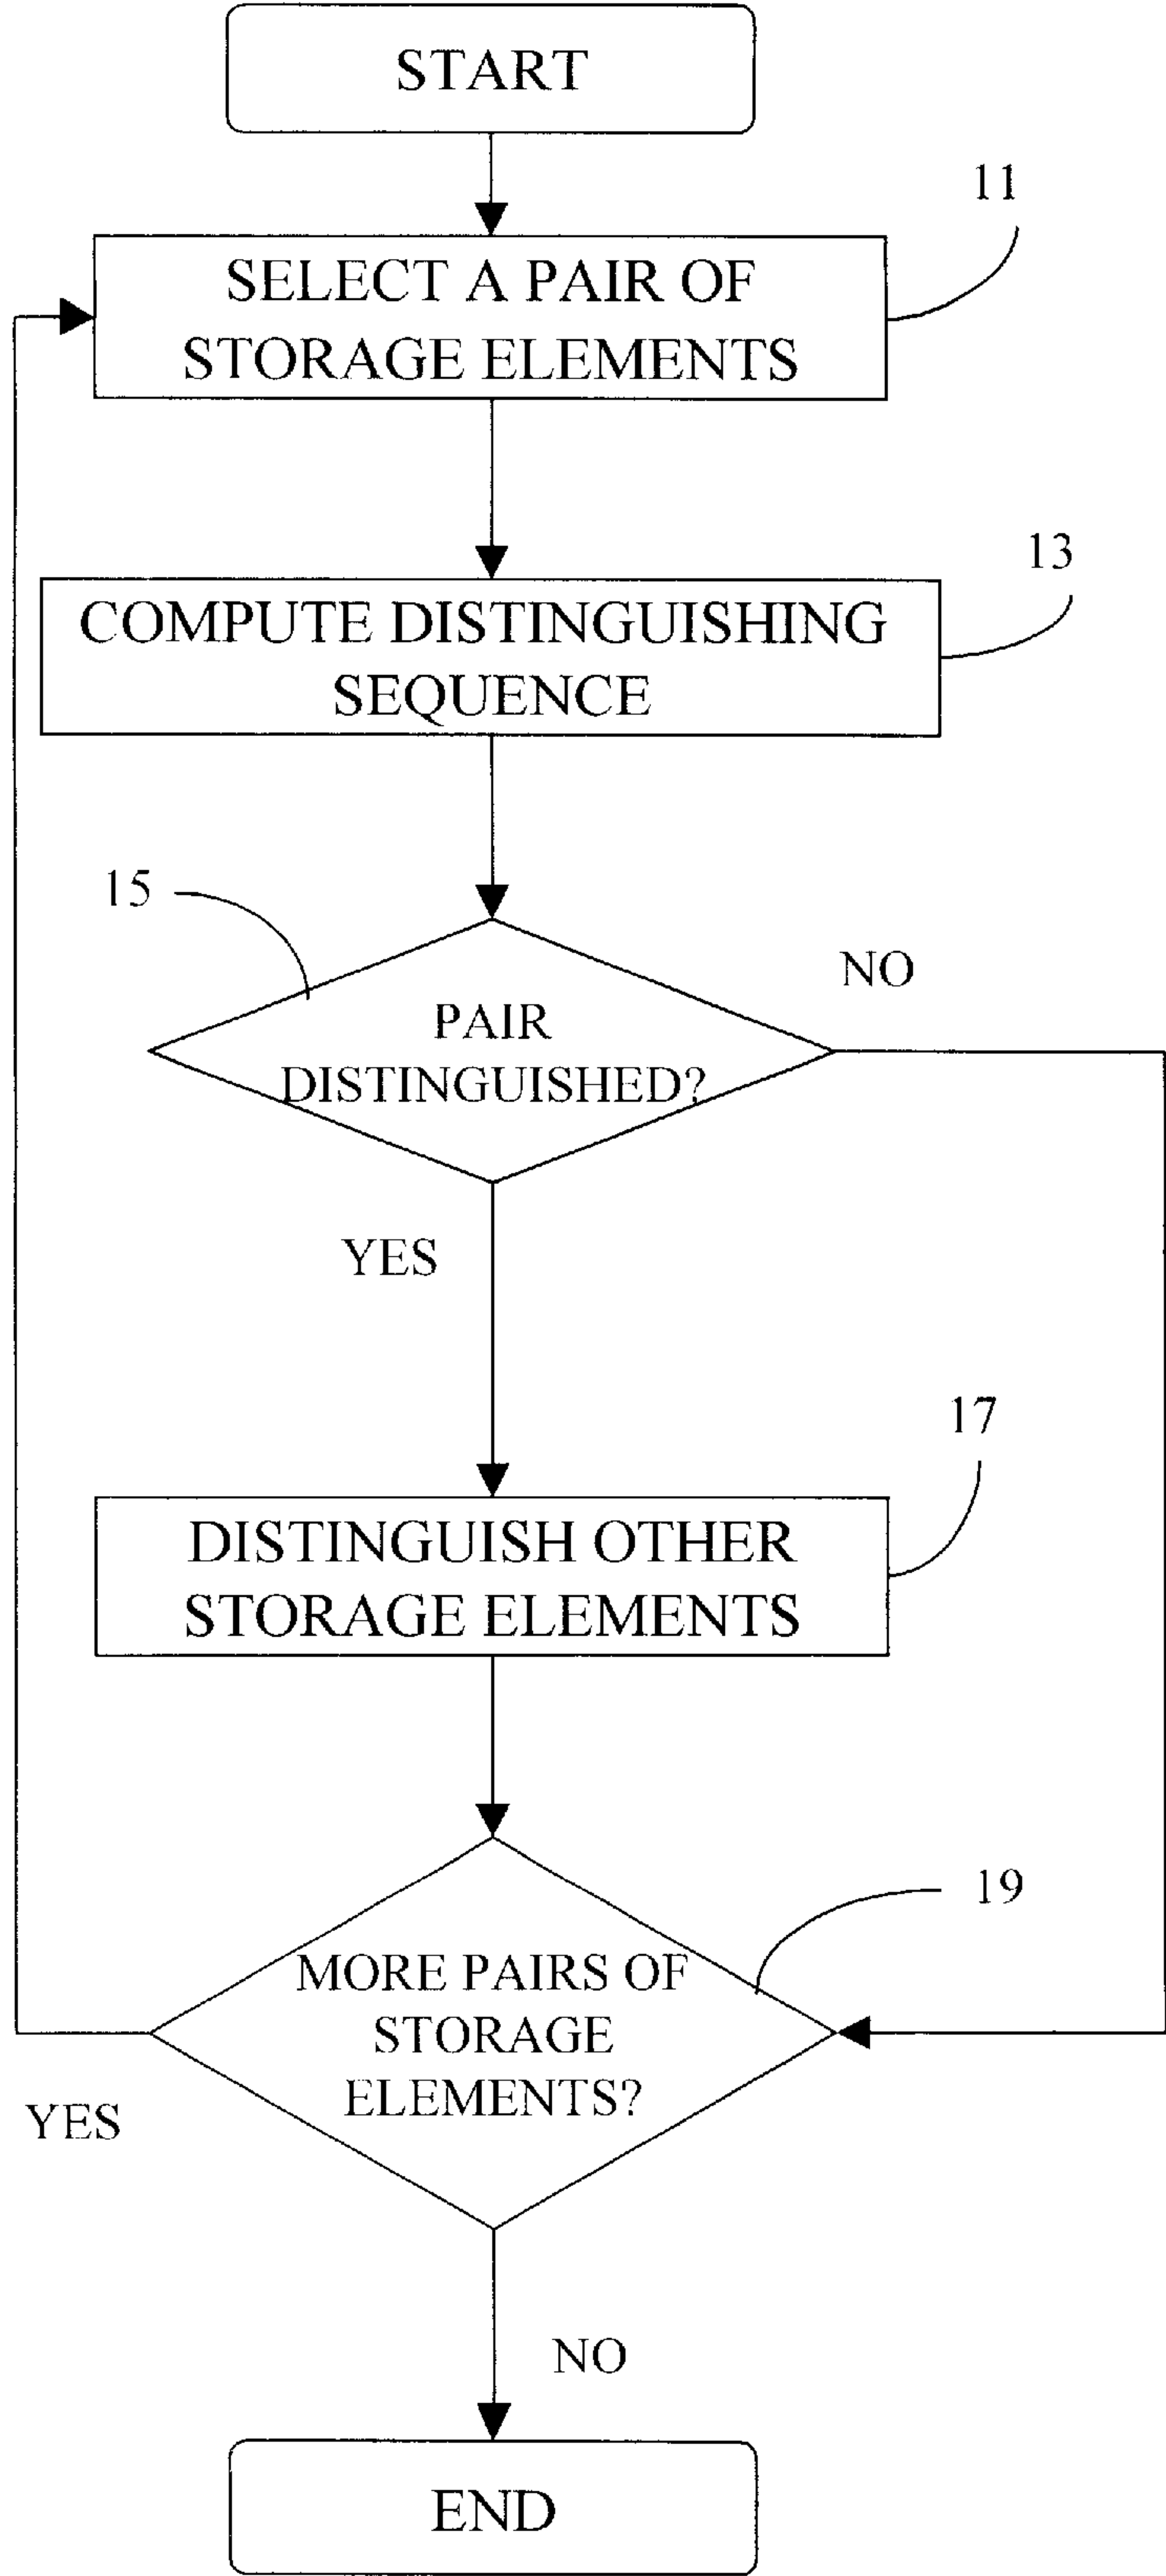 START
11
SELECT A PAIR OF
STORAGE ELEMENTS
13
COMPUTE DISTINGUISHING
SEQUENCE
15
NO
PAIR
DISTINGUISHED?
YES
17
DISTINGUISH OTHER
STORAGE ELEMENTS
19
MORE PAIRS OF
STORAGE
ELEMENTS?
YES
NO
END